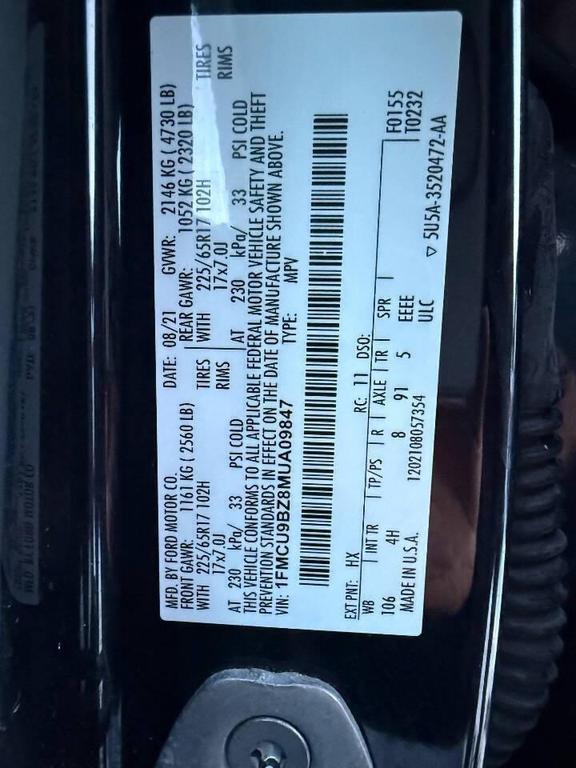 MFD. BY FORD MOTOR CO. DATE: 08/21 GVWR: 2146 KG ( 4730 LB)
FRONT GAWR: 1161 KG ( 2560 LB) REAR GAWR: 1052 KG ( 2320 LB)
WITH 225/65R17 102H TIRES WITH 225/65R17 102H TIRES
17x7.0J RIMS 17x7.0J RIMS
AT 230 kPa/ 33 PSI COLD AT 230 kPa/ 33 PSI COLD
THIS VEHICLE CONFORMS TO ALL APPLICABLE FEDERAL MOTOR VEHICLE SAFETY AND THEFT
PREVENTION STANDARDS IN EFFECT ON THE DATE OF MANUFACTURE SHOWN ABOVE.
VIN: 1FMCU9BZ8MUA09847 TYPE: MPV
EXT PNT: HX RC: 11 DSO: F0155
WB INT TR TP/PS R AXLE TR SPR T0232
106 4H 8 91 5 EEEE
MADE IN U.S.A. 1202108057354 ULC ▽ 5U5A-3520472-AA